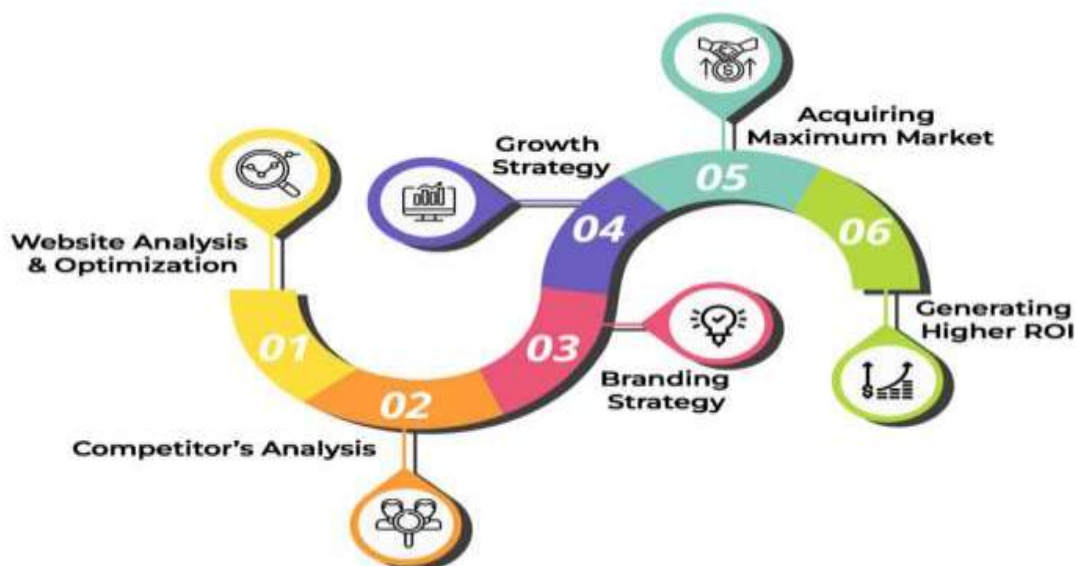 01
Website Analysis
& Optimization
02
Competitor's Analysis
03
Branding
Strategy
04
Growth
Strategy
05
Acquiring
Maximum Market
06
Generating
Higher ROI